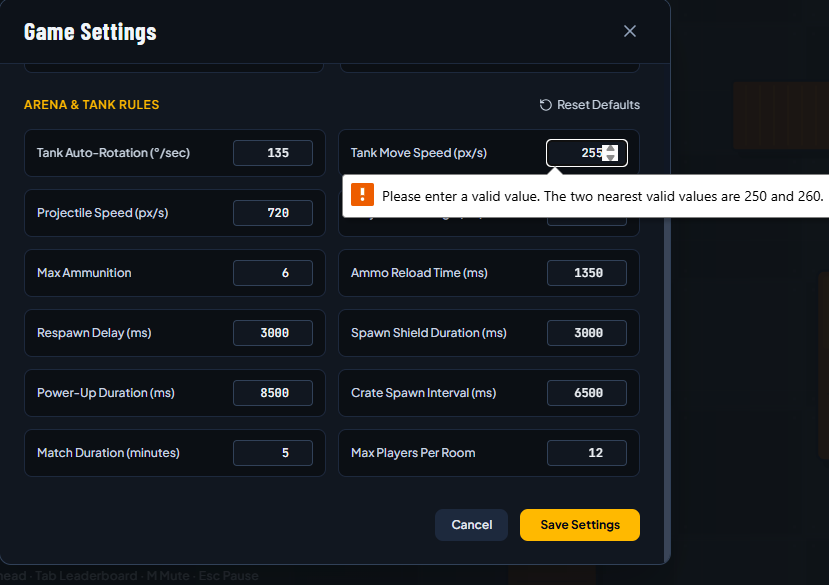 Game Settings
ARENA & TANK RULES
Reset Defaults
Tank Auto-Rotation (°/sec)
135
Tank Move Speed (px/s)
255
Please enter a valid value. The two nearest valid values are 250 and 260.
Projectile Speed (px/s)
720
Max Ammunition
6
Ammo Reload Time (ms)
1350
Respawn Delay (ms)
3000
Spawn Shield Duration (ms)
3000
Power-Up Duration (ms)
8500
Crate Spawn Interval (ms)
6500
Match Duration (minutes)
5
Max Players Per Room
12
Cancel
Save Settings
Tab Leaderboard · M Mute · Esc Pause